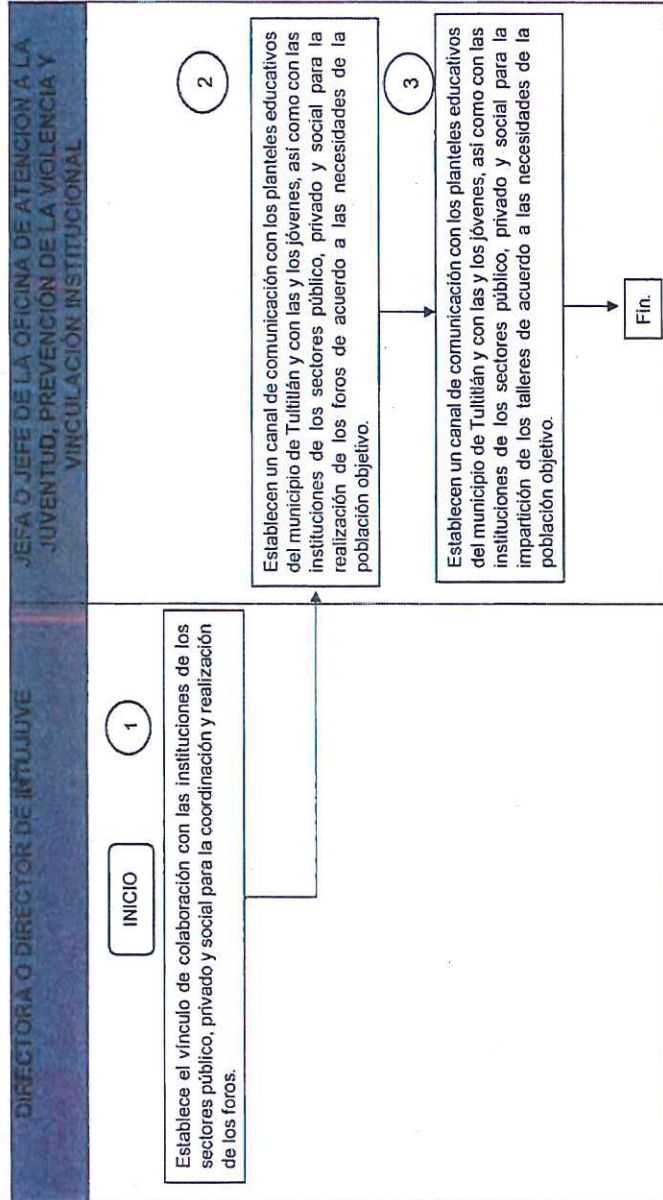 DIRECTORA O DIRECTOR DE INTUJUVE
JEFA O JEFE DE LA OFICINA DE ATENCIÓN A LA
JUVENTUD, PREVENCIÓN DE LA VIOLENCIA Y
VINCULACIÓN INSTITUCIONAL
INICIO
1
Establece el vínculo de colaboración con las instituciones de los
sectores público, privado y social para la coordinación y realización
de los foros.
2
Establecen un canal de comunicación con los planteles educativos
del municipio de Tultitlán y con las y los jóvenes, así como con las
instituciones de los sectores público, privado y social para la
realización de los foros de acuerdo a las necesidades de la
población objetivo.
3
Establecen un canal de comunicación con los planteles educativos
del municipio de Tultitlán y con las y los jóvenes, así como con las
instituciones de los sectores público, privado y social para la
impartición de los talleres de acuerdo a las necesidades de la
población objetivo.
Fin.